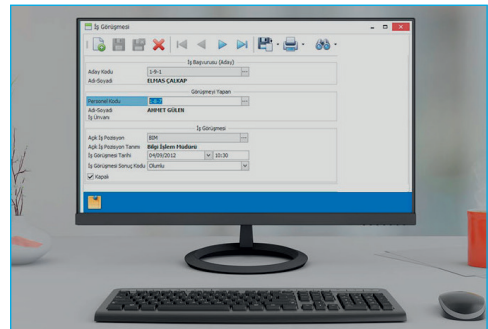 İş Görüşmesi
İş Başvurusu (Aday)
Aday Kodu 1-9-1
Adı-Soyadı ELMAS ÇALKAP
Görüşmeyi Yapan
Personel Kodu
Adı-Soyadı AHMET GÜLEN
İş Ünvanı
İş Görüşmesi
Açık İş Pozisyon BIM
Açık İş Pozisyon Tanımı Bilgi İşlem Müdürü
İş Görüşmesi Tarihi 04/09/2012 10:30
İş Görüşmesi Sonuç Kodu Olumlu
Kapalı